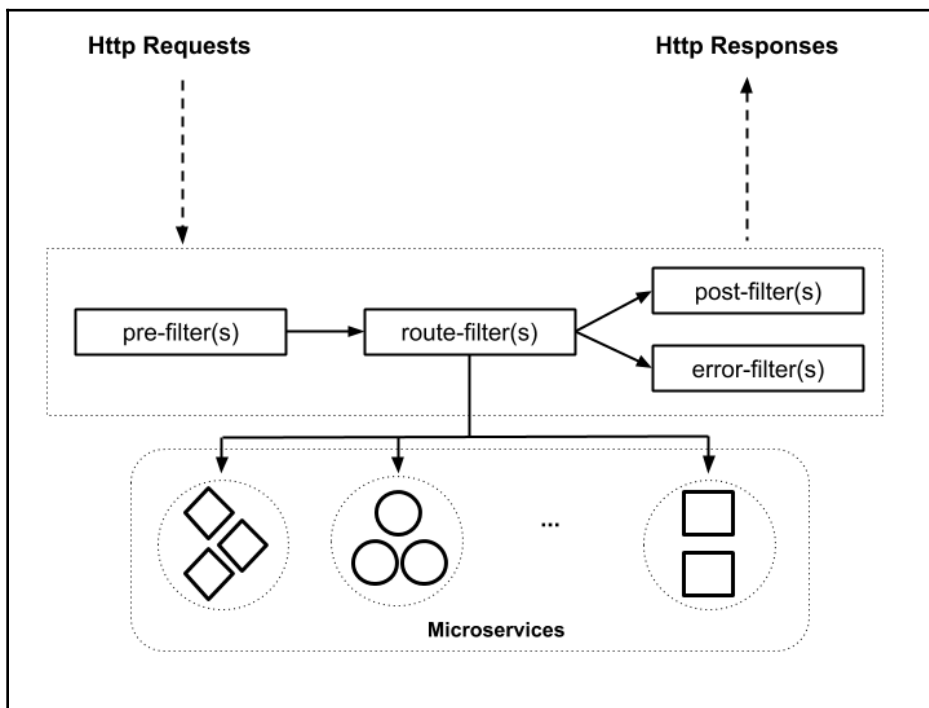 Http Requests
Http Responses
pre-filter(s)
route-filter(s)
post-filter(s)
error-filter(s)
...
Microservices